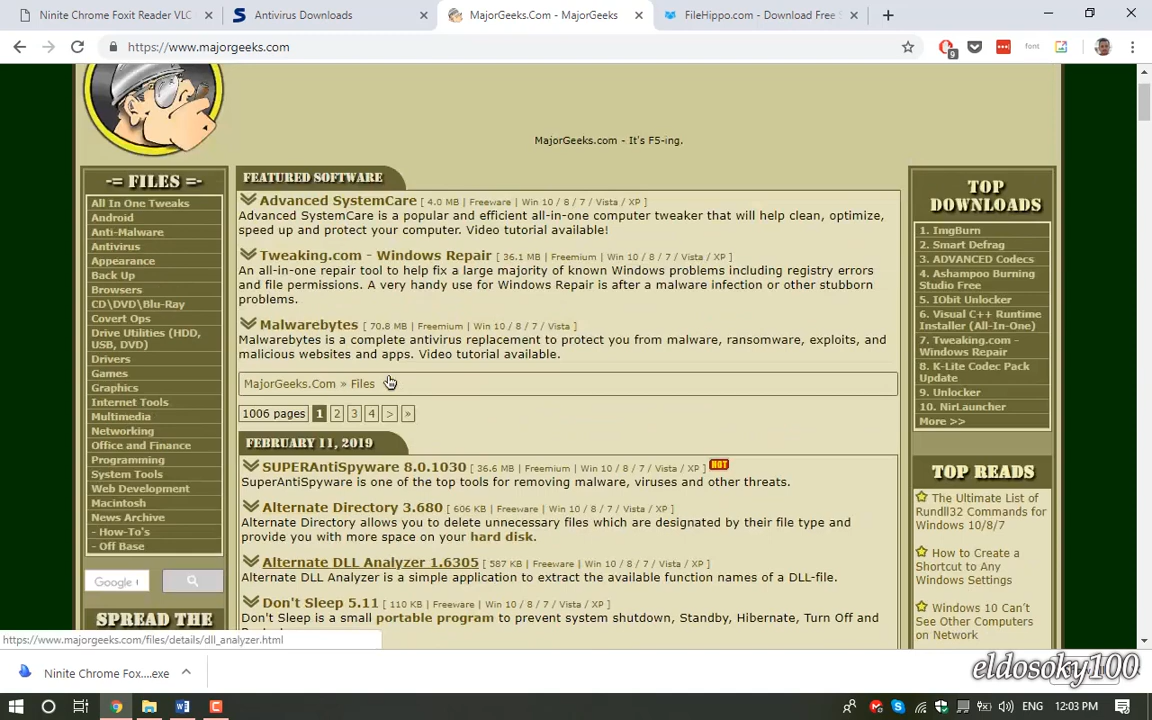 Ninite Chrome Foxit Reader VLC
Antivirus Downloads
MajorGeeks.Com - MajorGeeks
FileHippo.com - Download Free
https://www.majorgeeks.com
9
font
MajorGeeks.com - It's F5-ing.
-= FILES =-
All In One Tweaks
Android
Anti-Malware
Antivirus
Appearance
Back Up
Browsers
CD\DVD\Blu-Ray
Covert Ops
Drive Utilities (HDD,
USB, DVD)
Drivers
Games
Graphics
Internet Tools
Multimedia
Networking
Office and Finance
Programming
System Tools
Web Development
Macintosh
News Archive
- How-To's
- Off Base
Google
SPREAD THE
FEATURED SOFTWARE
Advanced SystemCare [ 4.0 MB | Freeware | Win 10 / 8 / 7 / Vista / XP ]
Advanced SystemCare is a popular and efficient all-in-one computer tweaker that will help clean, optimize,
speed up and protect your computer. Video tutorial available!
Tweaking.com - Windows Repair [ 36.1 MB | Freemium | Win 10 / 8 / 7 / Vista / XP ]
An all-in-one repair tool to help fix a large majority of known Windows problems including registry errors
and file permissions. A very handy use for Windows Repair is after a malware infection or other stubborn
problems.
Malwarebytes [ 70.8 MB | Freemium | Win 10 / 8 / 7 / Vista ]
Malwarebytes is a complete antivirus replacement to protect you from malware, ransomware, exploits, and
malicious websites and apps. Video tutorial available.
MajorGeeks.Com » Files
1006 pages 1 2 3 4 > »
FEBRUARY 11, 2019
SUPERAntiSpyware 8.0.1030 [ 36.6 MB | Freemium | Win 10 / 8 / 7 / Vista / XP ] HOT
SuperAntiSpyware is one of the top tools for removing malware, viruses and other threats.
Alternate Directory 3.680 [ 606 KB | Freeware | Win 10 / 8 / 7 / Vista / XP ]
Alternate Directory allows you to delete unnecessary files which are designated by their file type and
provide you with more space on your hard disk.
Alternate DLL Analyzer 1.6305 [ 587 KB | Freeware | Win 10 / 8 / 7 / Vista / XP ]
Alternate DLL Analyzer is a simple application to extract the available function names of a DLL-file.
Don't Sleep 5.11 [ 110 KB | Freeware | Win 10 / 8 / 7 / Vista / XP ]
Don't Sleep is a small portable program to prevent system shutdown, Standby, Hibernate, Turn Off and
TOP
DOWNLOADS
1. ImgBurn
2. Smart Defrag
3. ADVANCED Codecs
4. Ashampoo Burning
Studio Free
5. IObit Unlocker
6. Visual C++ Runtime
Installer (All-In-One)
7. Tweaking.com -
Windows Repair
8. K-Lite Codec Pack
Update
9. Unlocker
10. NirLauncher
More >>
TOP READS
The Ultimate List of
Rundll32 Commands for
Windows 10/8/7
How to Create a
Shortcut to Any
Windows Settings
Windows 10 Can't
See Other Computers
on Network
https://www.majorgeeks.com/files/details/dll_analyzer.html
Ninite Chrome Fox....exe
eldosoky100
ENG
12:03 PM